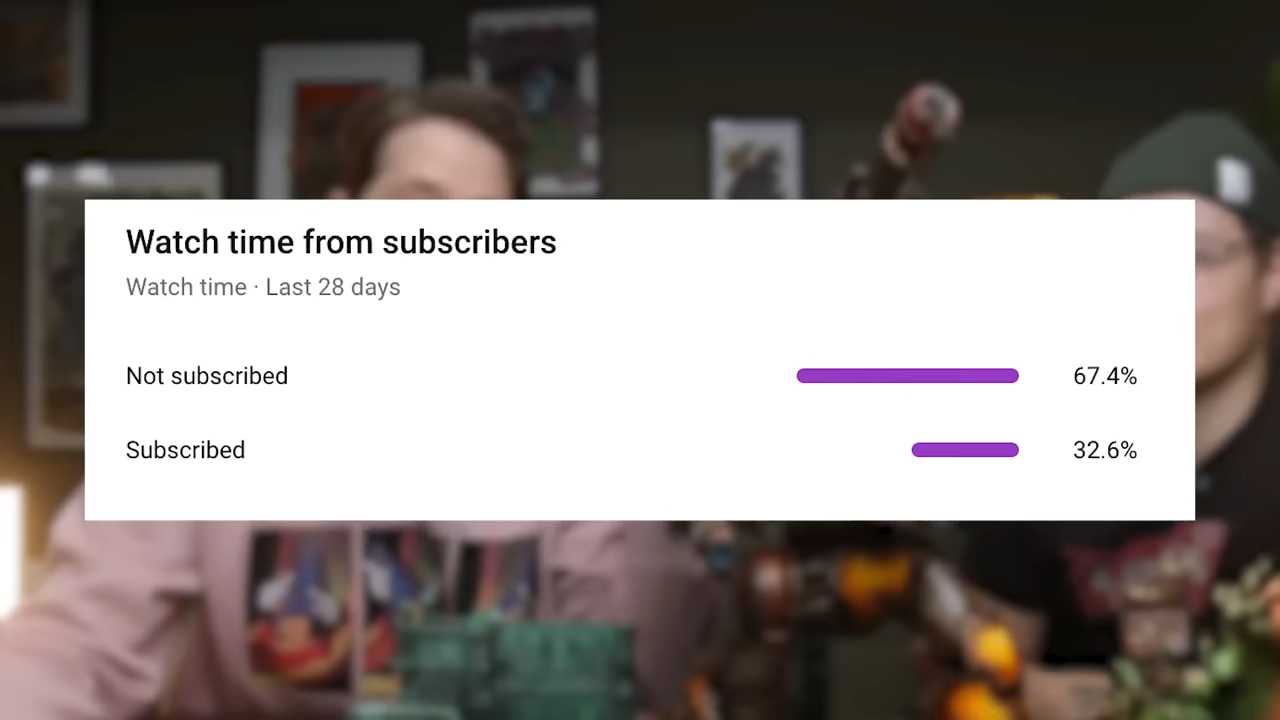 Watch time from subscribers
Watch time · Last 28 days
Not subscribed 67.4%
Subscribed 32.6%